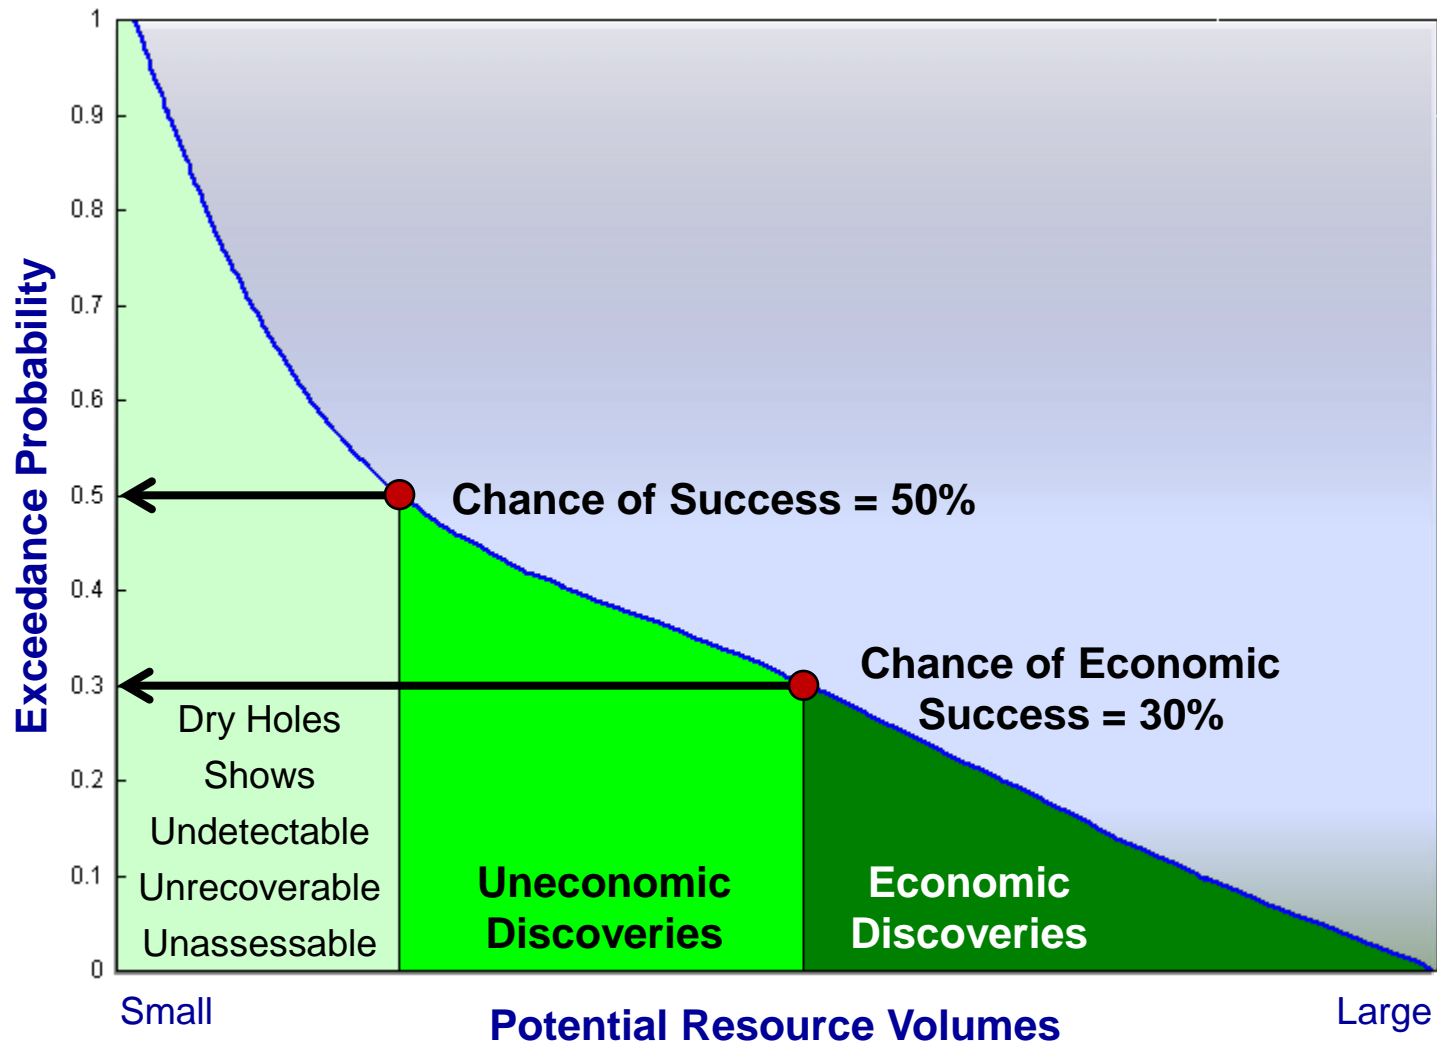 1
0.9
0.8
0.7
0.6
0.5
0.4
0.3
0.2
0.1
0
Exceedance Probability
Chance of Success = 50%
Chance of Economic
Success = 30%
Dry Holes
Shows
Undetectable
Unrecoverable
Unassessable
Uneconomic
Discoveries
Economic
Discoveries
Small
Potential Resource Volumes
Large